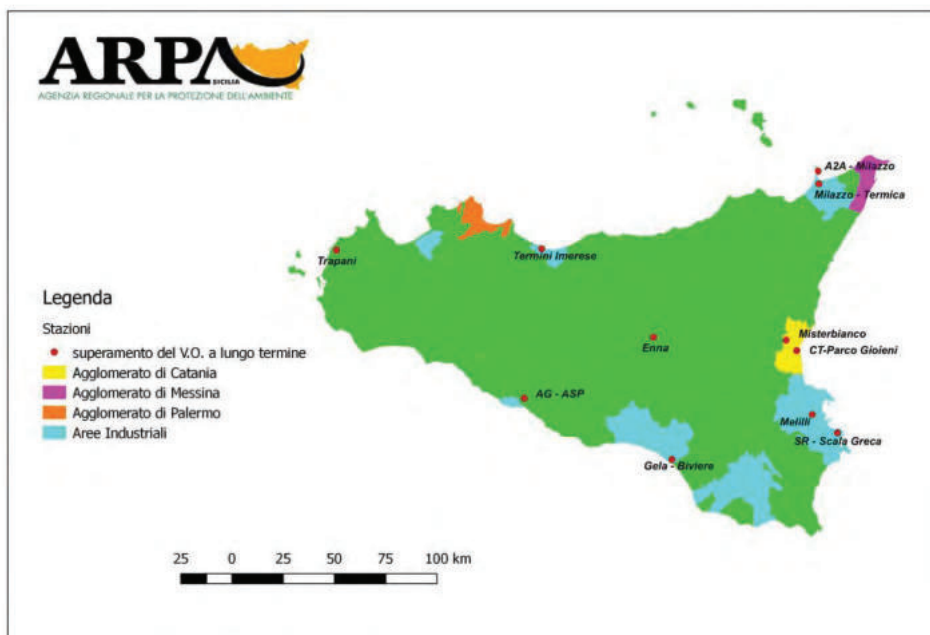 ARPA
SICILIA
AGENZIA REGIONALE PER LA PROTEZIONE DELL'AMBIENTE
A2A - Milazzo
Milazzo - Termica
Trapani
Termini Imerese
Legenda
Stazioni
superamento del V.O. a lungo termine
Agglomerato di Catania
Agglomerato di Messina
Agglomerato di Palermo
Aree Industriali
Misterbianco
Enna
CT-Parco Gioieni
AG - ASP
Melilli
SR - Scala Greca
Gela - Biviere
25 0 25 50 75 100 km